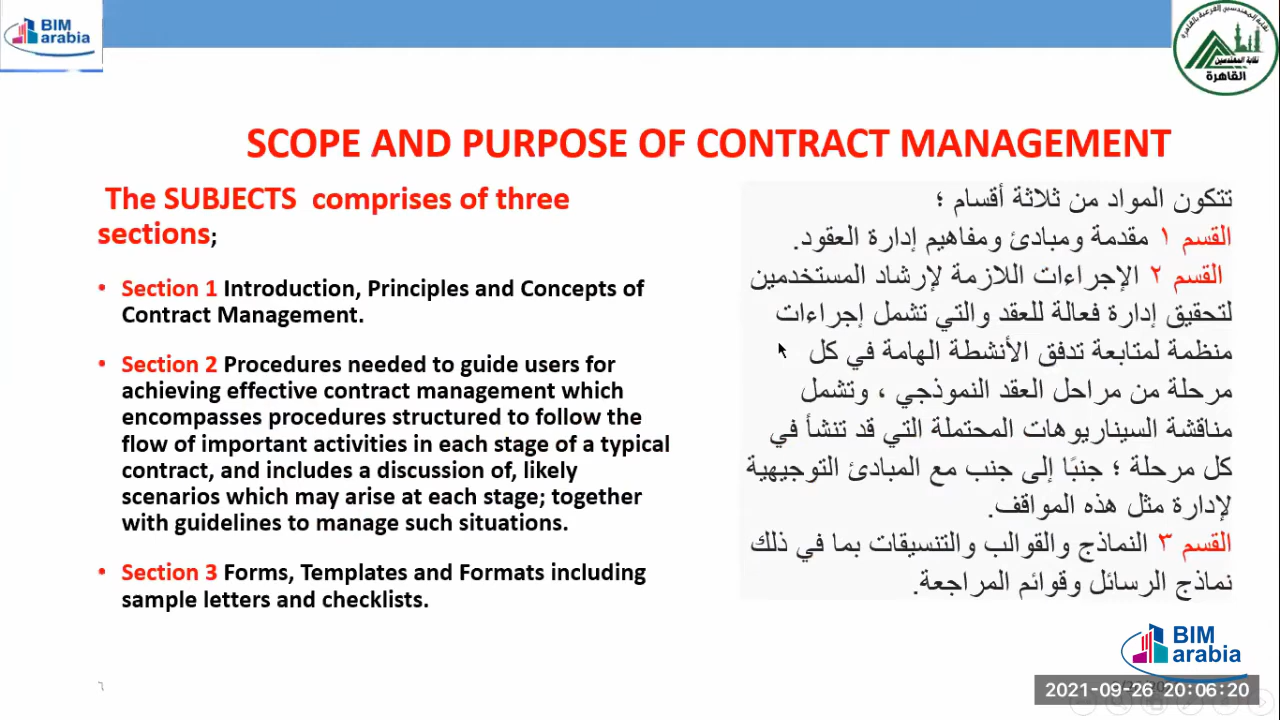 BIM
arabia
نقابة المهندسين الفرعية بالقاهرة
نقابة المهندسين
القاهرة
SCOPE AND PURPOSE OF CONTRACT MANAGEMENT
The SUBJECTS comprises of three
sections;
• Section 1 Introduction, Principles and Concepts of
Contract Management.
• Section 2 Procedures needed to guide users for
achieving effective contract management which
encompasses procedures structured to follow the
flow of important activities in each stage of a typical
contract, and includes a discussion of, likely
scenarios which may arise at each stage; together
with guidelines to manage such situations.
• Section 3 Forms, Templates and Formats including
sample letters and checklists.
تتكون المواد من ثلاثة أقسام ؛
القسم ١ مقدمة ومبادئ ومفاهيم إدارة العقود.
القسم ٢ الإجراءات اللازمة لإرشاد المستخدمين
لتحقيق إدارة فعالة للعقد والتي تشمل إجراءات
منظمة لمتابعة تدفق الأنشطة الهامة في كل
مرحلة من مراحل العقد النموذجي ، وتشمل
مناقشة السيناريوهات المحتملة التي قد تنشأ في
كل مرحلة ؛ جنبًا إلى جنب مع المبادئ التوجيهية
لإدارة مثل هذه المواقف.
القسم ٣ النماذج والقوالب والتنسيقات بما في ذلك
نماذج الرسائل وقوائم المراجعة.
BIM
arabia
٦
2021-09-26 20:06:20